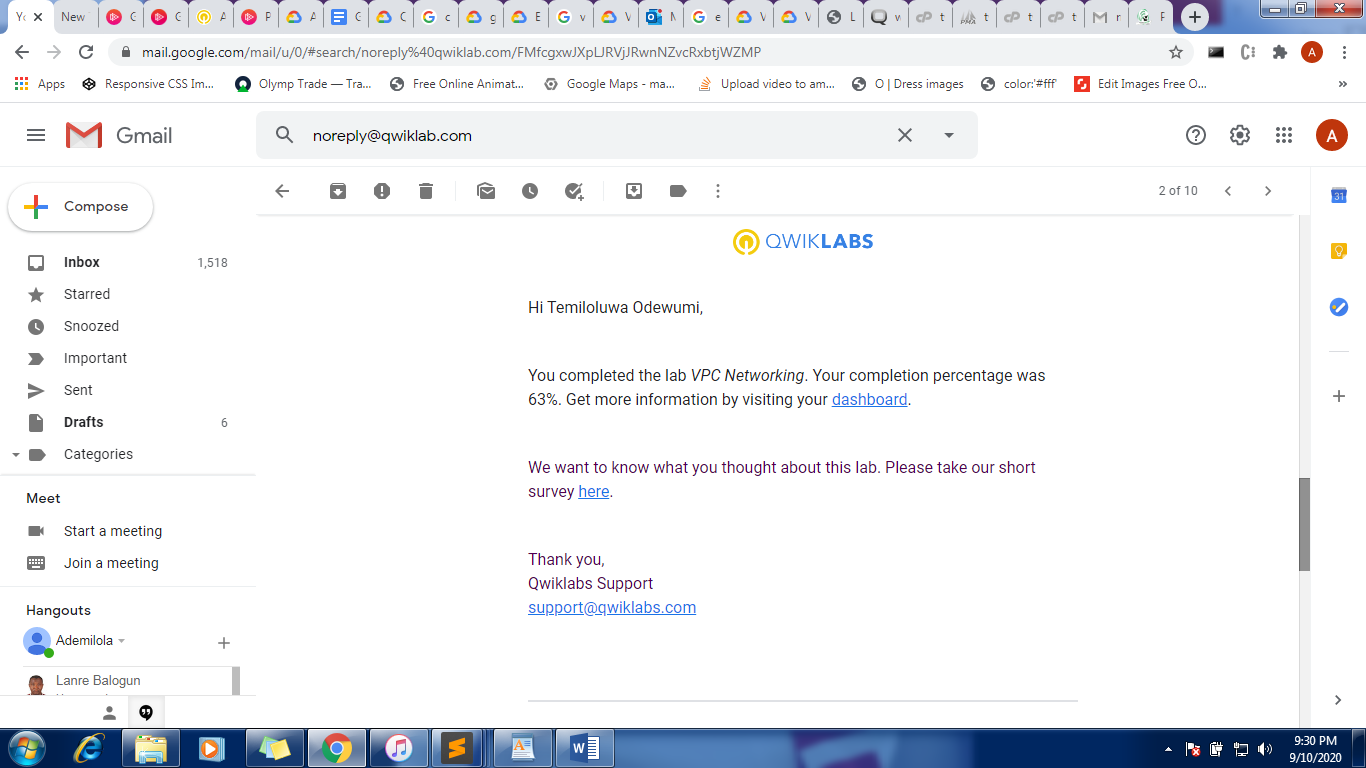 Yo
New
G
G
A
P
A
G
C
c
g
E
v
V
M
e
V
V
L
w
t
t
t
t
r
F
mail.google.com/mail/u/0/#search/noreply%40qwiklab.com/FMfcgxwJXpLJRVjJRwnNZvcRxbtjWZMP
A
Apps
Responsive CSS Im...
Olymp Trade — Tra...
Free Online Animat...
Google Maps - ma...
Upload video to am...
O | Dress images
color:'#fff'
Edit Images Free O...
»
Gmail
noreply@qwiklab.com
A
Compose
2 of 10
31
QWIKLABS
Inbox 1,518
Starred
Snoozed
Important
Sent
Drafts 6
Categories
Meet
Start a meeting
Join a meeting
Hangouts
Ademilola
Lanre Balogun
Hi Temiloluwa Odewumi,
You completed the lab VPC Networking. Your completion percentage was
63%. Get more information by visiting your dashboard.
We want to know what you thought about this lab. Please take our short
survey here.
Thank you,
Qwiklabs Support
support@qwiklabs.com
9:30 PM
9/10/2020